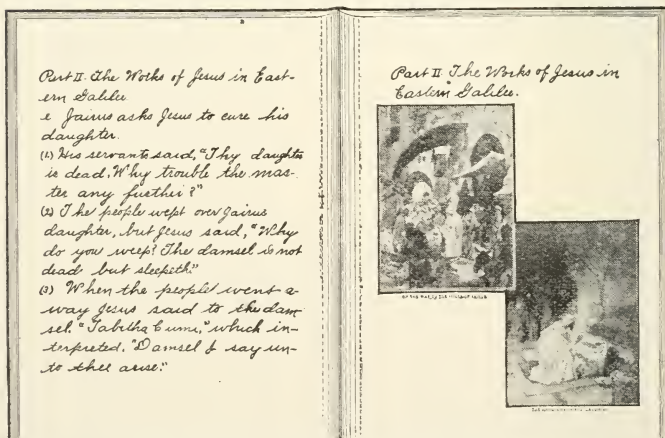 Part II. The Works of Jesus in East-
ern Galilee
e Jairus asks Jesus to cure his
daughter.
(1) His servants said, "Thy daughter
is dead. Why trouble the mas-
ter any further?"
(2) The people wept over Jairus
daughter, but Jesus said, "Why
do you weep? The damsel is not
dead but sleepeth."
(3) When the people went a-
way Jesus said to the dam
sel "Tabitha Cumi," which in-
terpreted, "Damsel I say un-
to thee arise."
Part II The Works of Jesus in
Eastern Galilee.